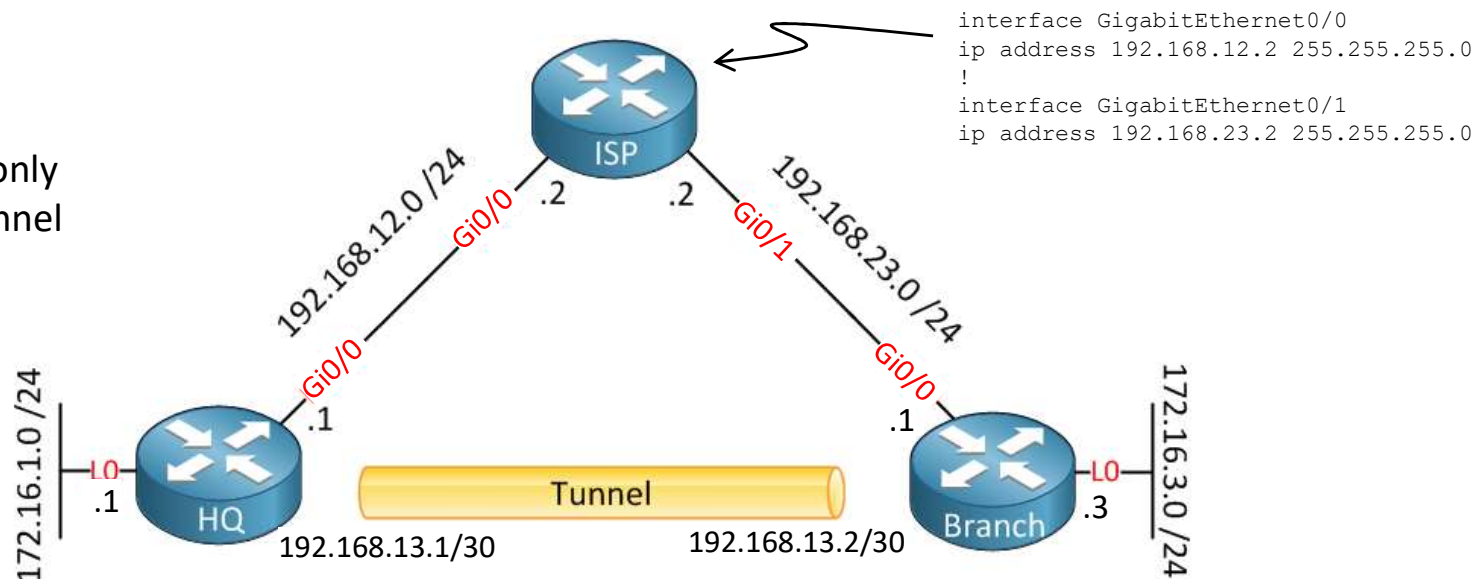 interface GigabitEthernet0/0
ip address 192.168.12.2 255.255.255.0
!
interface GigabitEthernet0/1
ip address 192.168.23.2 255.255.255.0
only
nnel
ISP
.2
.2
192.168.12.0 /24
Gi0/0
Gi0/1
192.168.23.0 /24
Gi0/0
.1
Gi0/0
.1
172.16.1.0 /24
L0
.1
HQ
Tunnel
192.168.13.1/30
192.168.13.2/30
Branch
L0
.3
172.16.3.0 /24